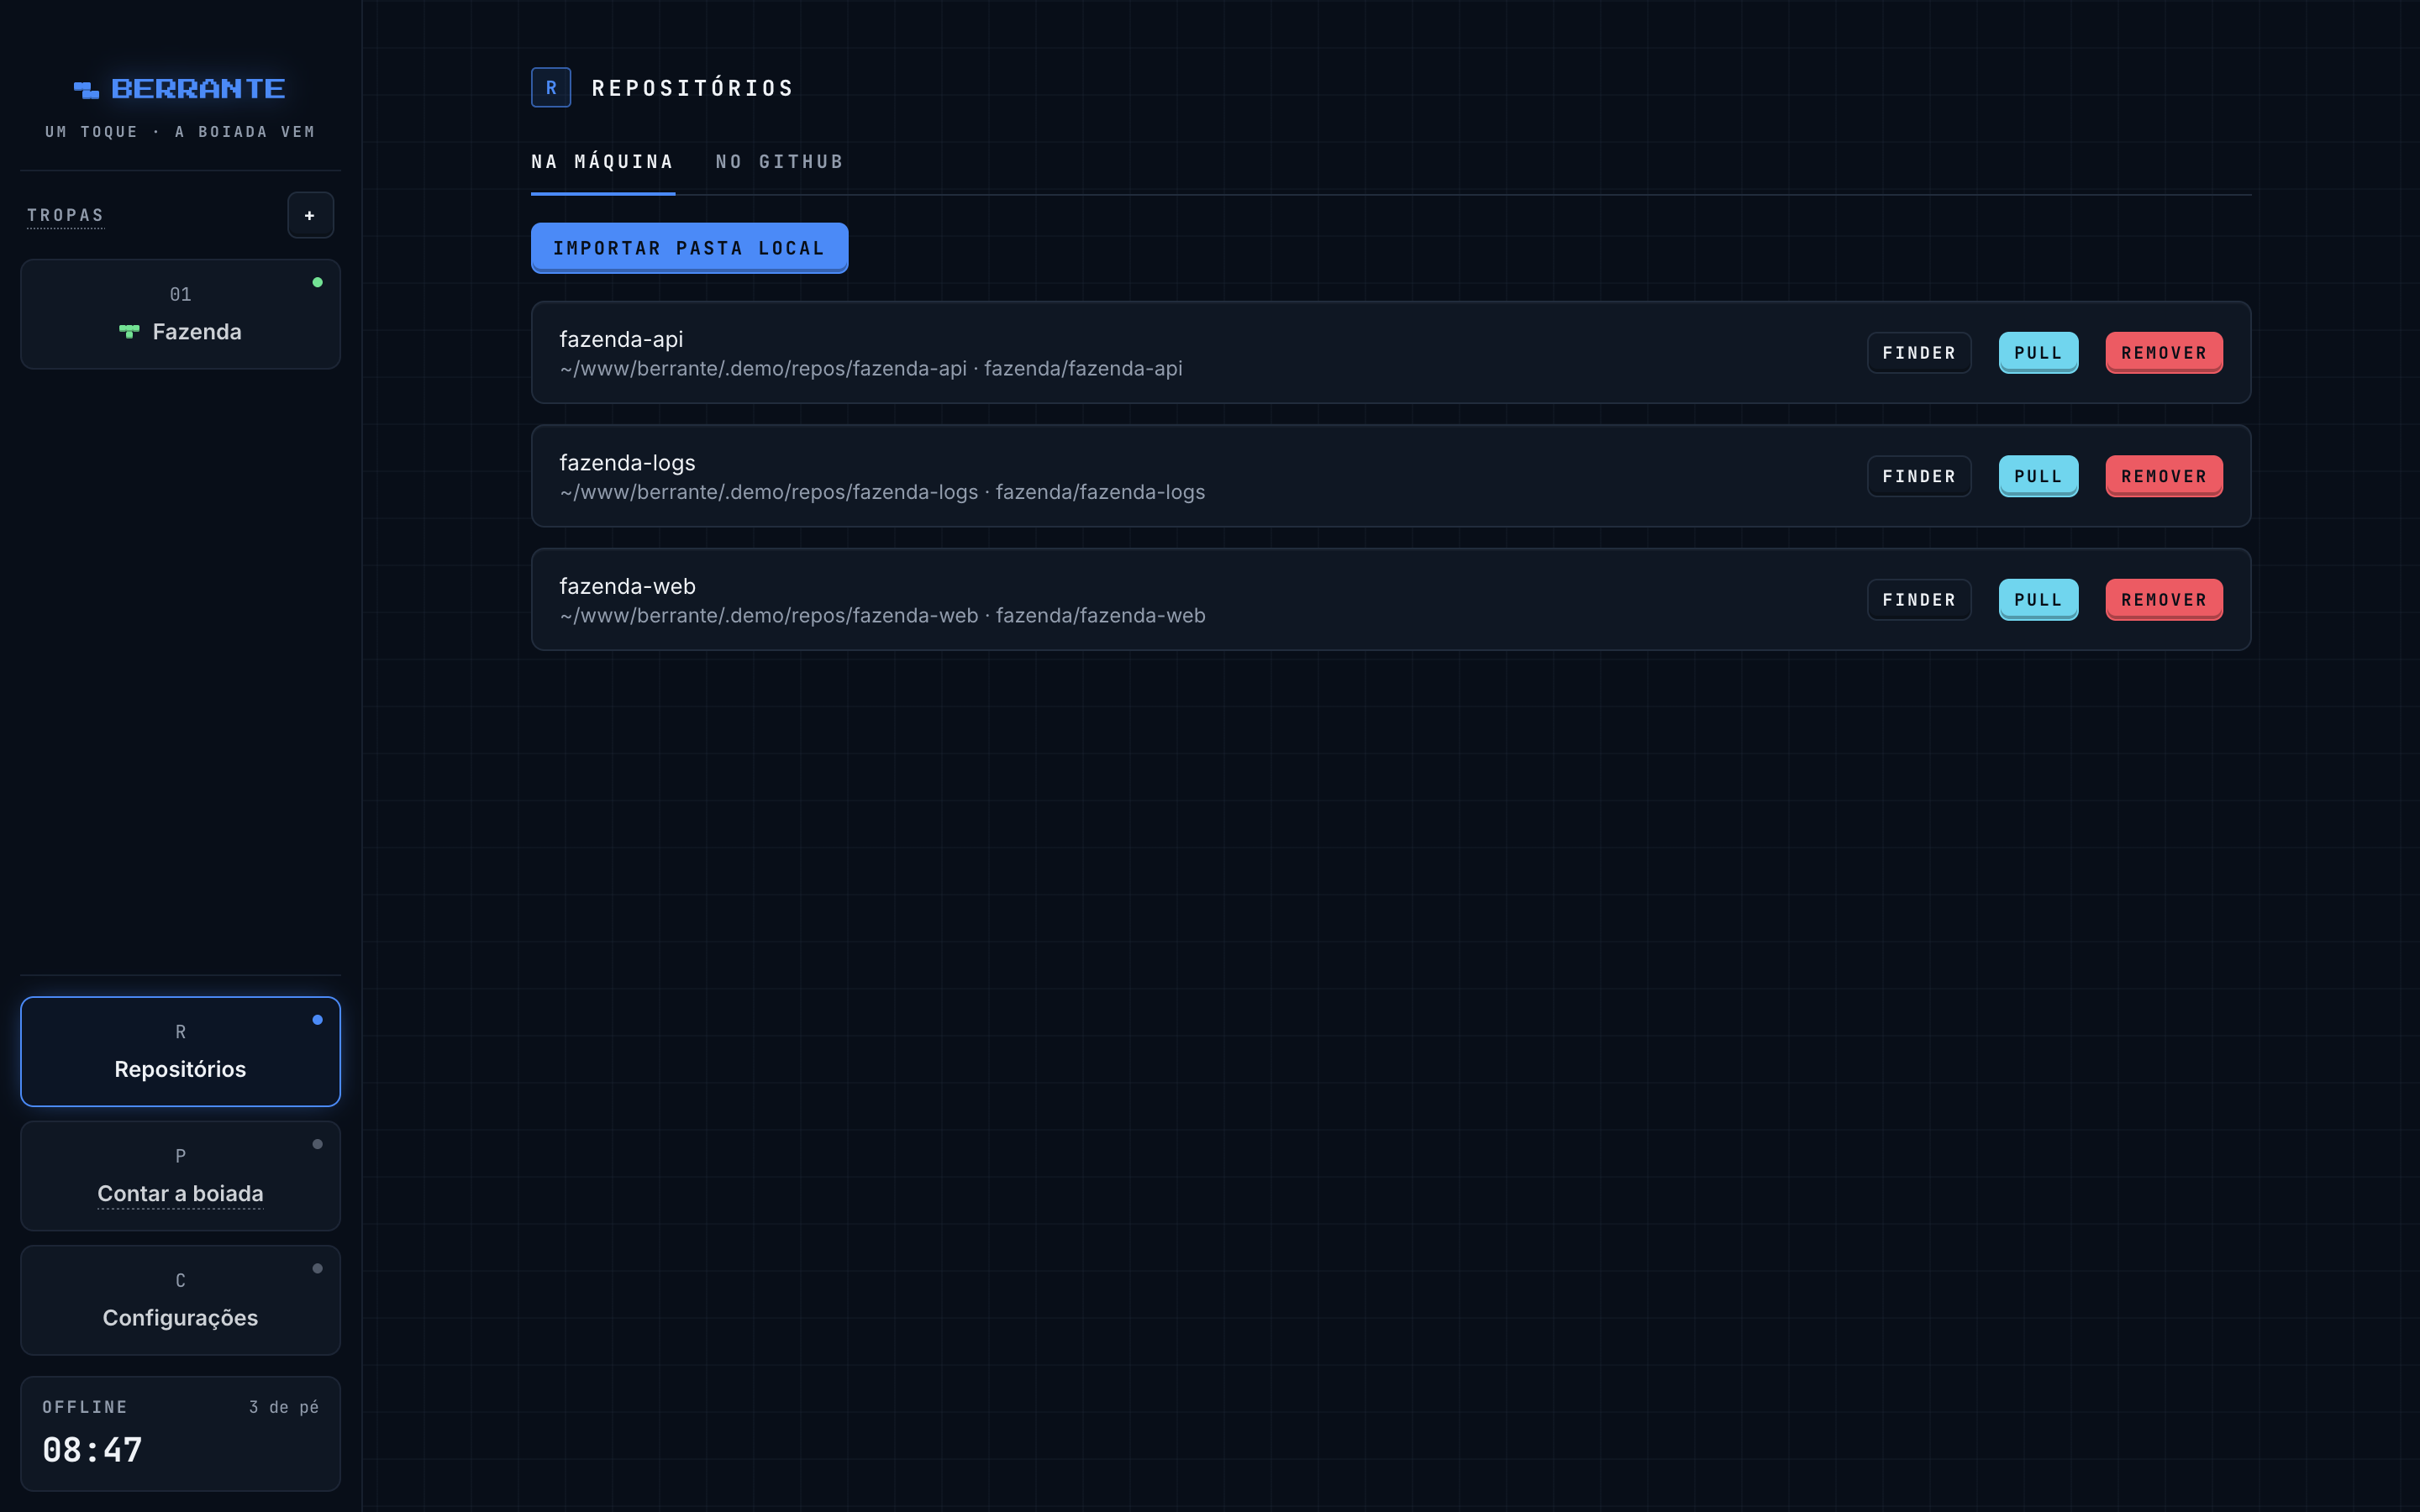 BERRANTE
UM TOQUE · A BOIADA VEM
TROPAS
+
01
Fazenda
R
Repositórios
P
Contar a boiada
C
Configurações
OFFLINE
3 de pé
08:47
R
REPOSITÓRIOS
NA MÁQUINA
NO GITHUB
IMPORTAR PASTA LOCAL
fazenda-api
~/www/berrante/.demo/repos/fazenda-api · fazenda/fazenda-api
FINDER
PULL
REMOVER
fazenda-logs
~/www/berrante/.demo/repos/fazenda-logs · fazenda/fazenda-logs
FINDER
PULL
REMOVER
fazenda-web
~/www/berrante/.demo/repos/fazenda-web · fazenda/fazenda-web
FINDER
PULL
REMOVER